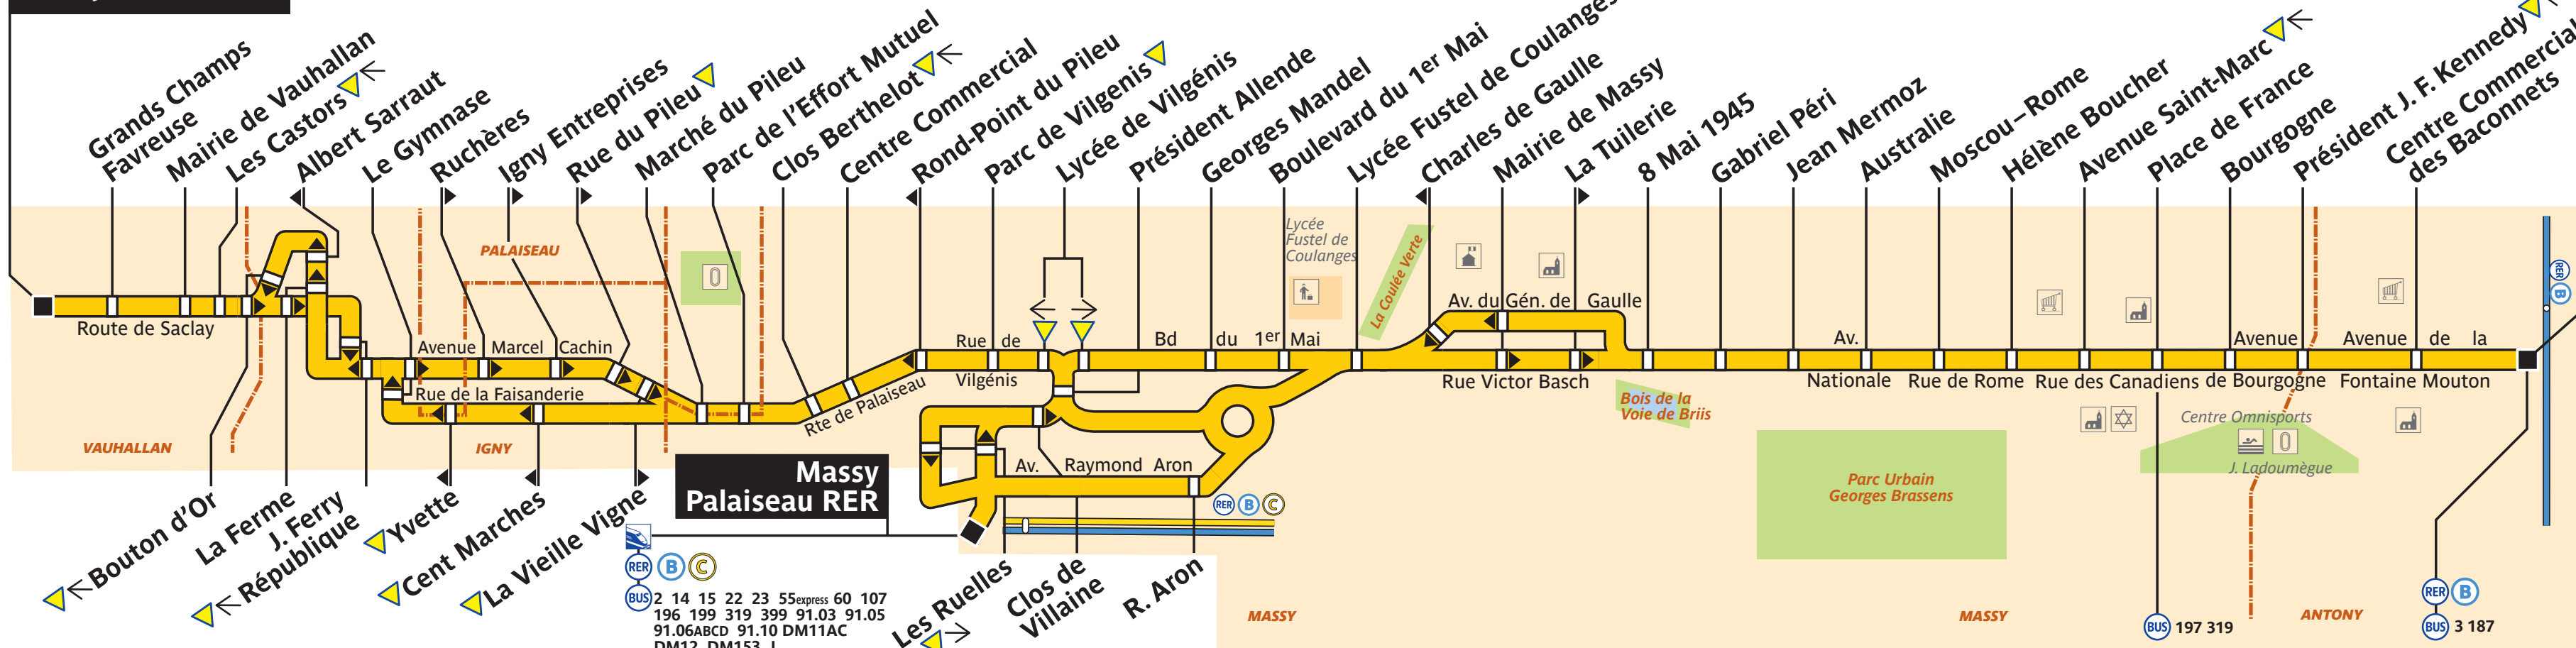 Grands Champs
Favreuse
Mairie de Vauhallan
Les Castors
Albert Sarraut
Le Gymnase
Ruchères
Igny Entreprises
Rue du Pileu
Marché du Pileu
Parc de l'Effort Mutuel
Clos Berthelot
Centre Commercial
Rond-Point du Pileu
Parc de Vilgenis
Lycée de Vilgénis
Président Allende
Georges Mandel
Boulevard du 1er Mai
Lycée Fustel de Coulanges
Charles de Gaulle
Mairie de Massy
La Tuilerie
8 Mai 1945
Gabriel Péri
Jean Mermoz
Australie
Moscou–Rome
Hélène Boucher
Avenue Saint-Marc
Place de France
Bourgogne
Président J. F. Kennedy
Centre Commercial
des Baconnets
PALAISEAU
Lycée
Fustel de
Coulanges
La Coulée Verte
RER
B
Route de Saclay
Avenue Marcel Cachin
Rue de la Faisanderie
Rte de Palaiseau
Rue de
Vilgénis
Bd du 1er Mai
Av. du Gén. de Gaulle
Rue Victor Basch
Av.
Nationale
Rue de Rome
Rue des Canadiens
Avenue
de Bourgogne
Avenue de la
Fontaine Mouton
Bois de la
Voie de Briis
Centre Omnisports
J. Ladoumègue
VAUHALLAN
IGNY
Massy
Palaiseau RER
Av. Raymond Aron
RER B C
Parc Urbain
Georges Brassens
Bouton d'Or
La Ferme
J. Ferry
République
Yvette
Cent Marches
La Vieille Vigne
RER B C
BUS 2 14 15 22 23 55express 60 107
196 199 319 399 91.03 91.05
91.06ABCD 91.10 DM11AC
DM12 DM153 J
Les Ruelles
Clos de
Villaine
R. Aron
MASSY
MASSY
BUS 197 319
ANTONY
RER B
BUS 3 187